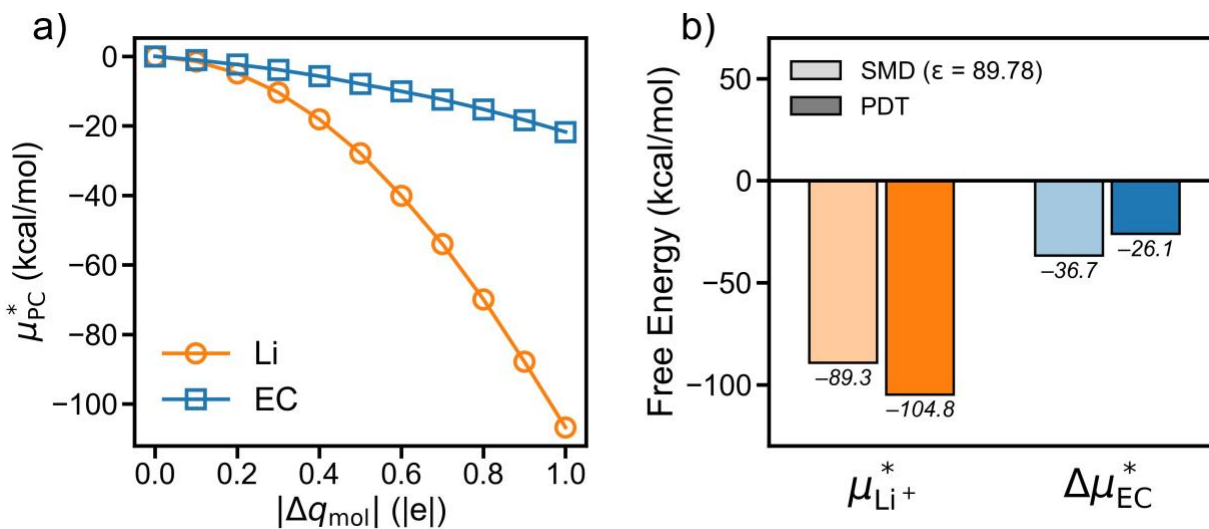 a)
μ*PC (kcal/mol)
0
−20
−40
−60
−80
−100
Li
EC
0.0 0.2 0.4 0.6 0.8 1.0
|Δqmol| (|e|)
b)
Free Energy (kcal/mol)
50
0
−50
−100
SMD (ε = 89.78)
PDT
−89.3
−104.8
−36.7
−26.1
μ*Li+
Δμ*EC